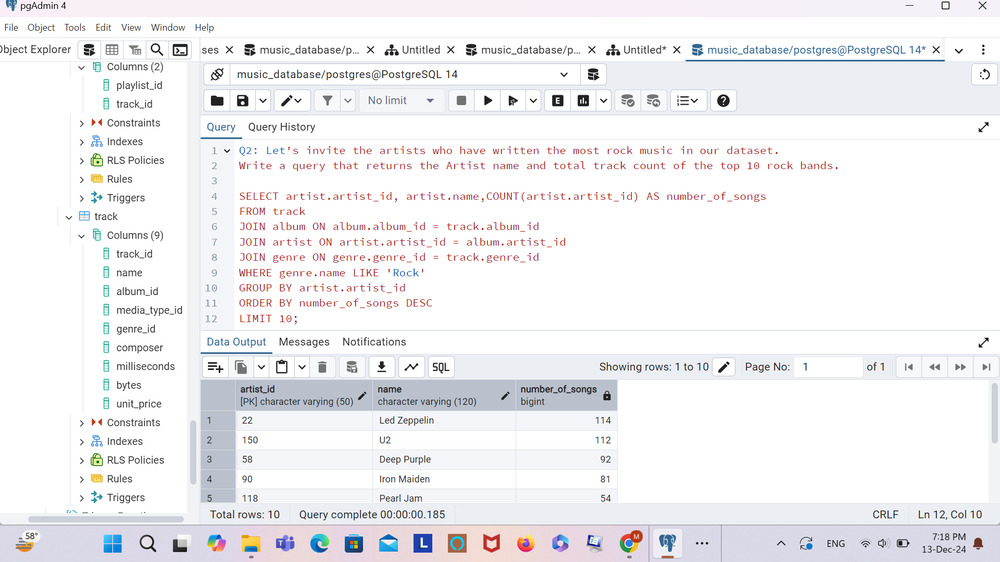 pgAdmin 4
File Object Tools Edit View Window Help
Object Explorer
ses music_database/p... Untitled music_database/p... Untitled* music_database/postgres@PostgreSQL 14*
Columns (2)
playlist_id
track_id
Constraints
Indexes
RLS Policies
Rules
Triggers
track
Columns (9)
track_id
name
album_id
media_type_id
genre_id
composer
milliseconds
bytes
unit_price
Constraints
Indexes
RLS Policies
Rules
Triggers
music_database/postgres@PostgreSQL 14
No limit E
Query Query History
1 Q2: Let's invite the artists who have written the most rock music in our dataset.
2 Write a query that returns the Artist name and total track count of the top 10 rock bands.
3
4 SELECT artist.artist_id, artist.name,COUNT(artist.artist_id) AS number_of_songs
5 FROM track
6 JOIN album ON album.album_id = track.album_id
7 JOIN artist ON artist.artist_id = album.artist_id
8 JOIN genre ON genre.genre_id = track.genre_id
9 WHERE genre.name LIKE 'Rock'
10 GROUP BY artist.artist_id
11 ORDER BY number_of_songs DESC
12 LIMIT 10;
Data Output Messages Notifications
SQL Showing rows: 1 to 10 Page No: 1 of 1
artist_id name number_of_songs
[PK] character varying (50) character varying (120) bigint
1 22 Led Zeppelin 114
2 150 U2 112
3 58 Deep Purple 92
4 90 Iron Maiden 81
5 118 Pearl Jam 54
Total rows: 10 Query complete 00:00:00.185 CRLF Ln 12, Col 10
58°
L
M
ENG
7:18 PM
13-Dec-24